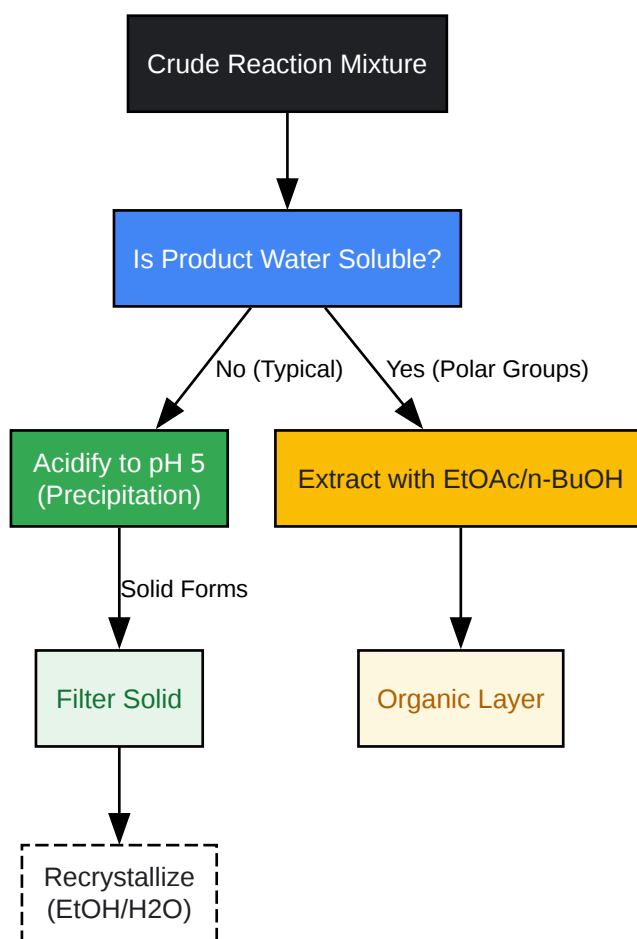 Crude Reaction Mixture
Is Product Water Soluble?
No (Typical)
Yes (Polar Groups)
Acidify to pH 5
(Precipitation)
Extract with EtOAc/n-BuOH
Solid Forms
Filter Solid
Organic Layer
Recrystallize
(EtOH/H2O)